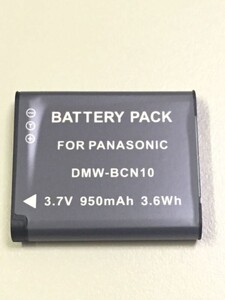 BATTERY PACK
FOR PANASONIC
DMW-BCN10
3.7V 950mAh 3.6Wh